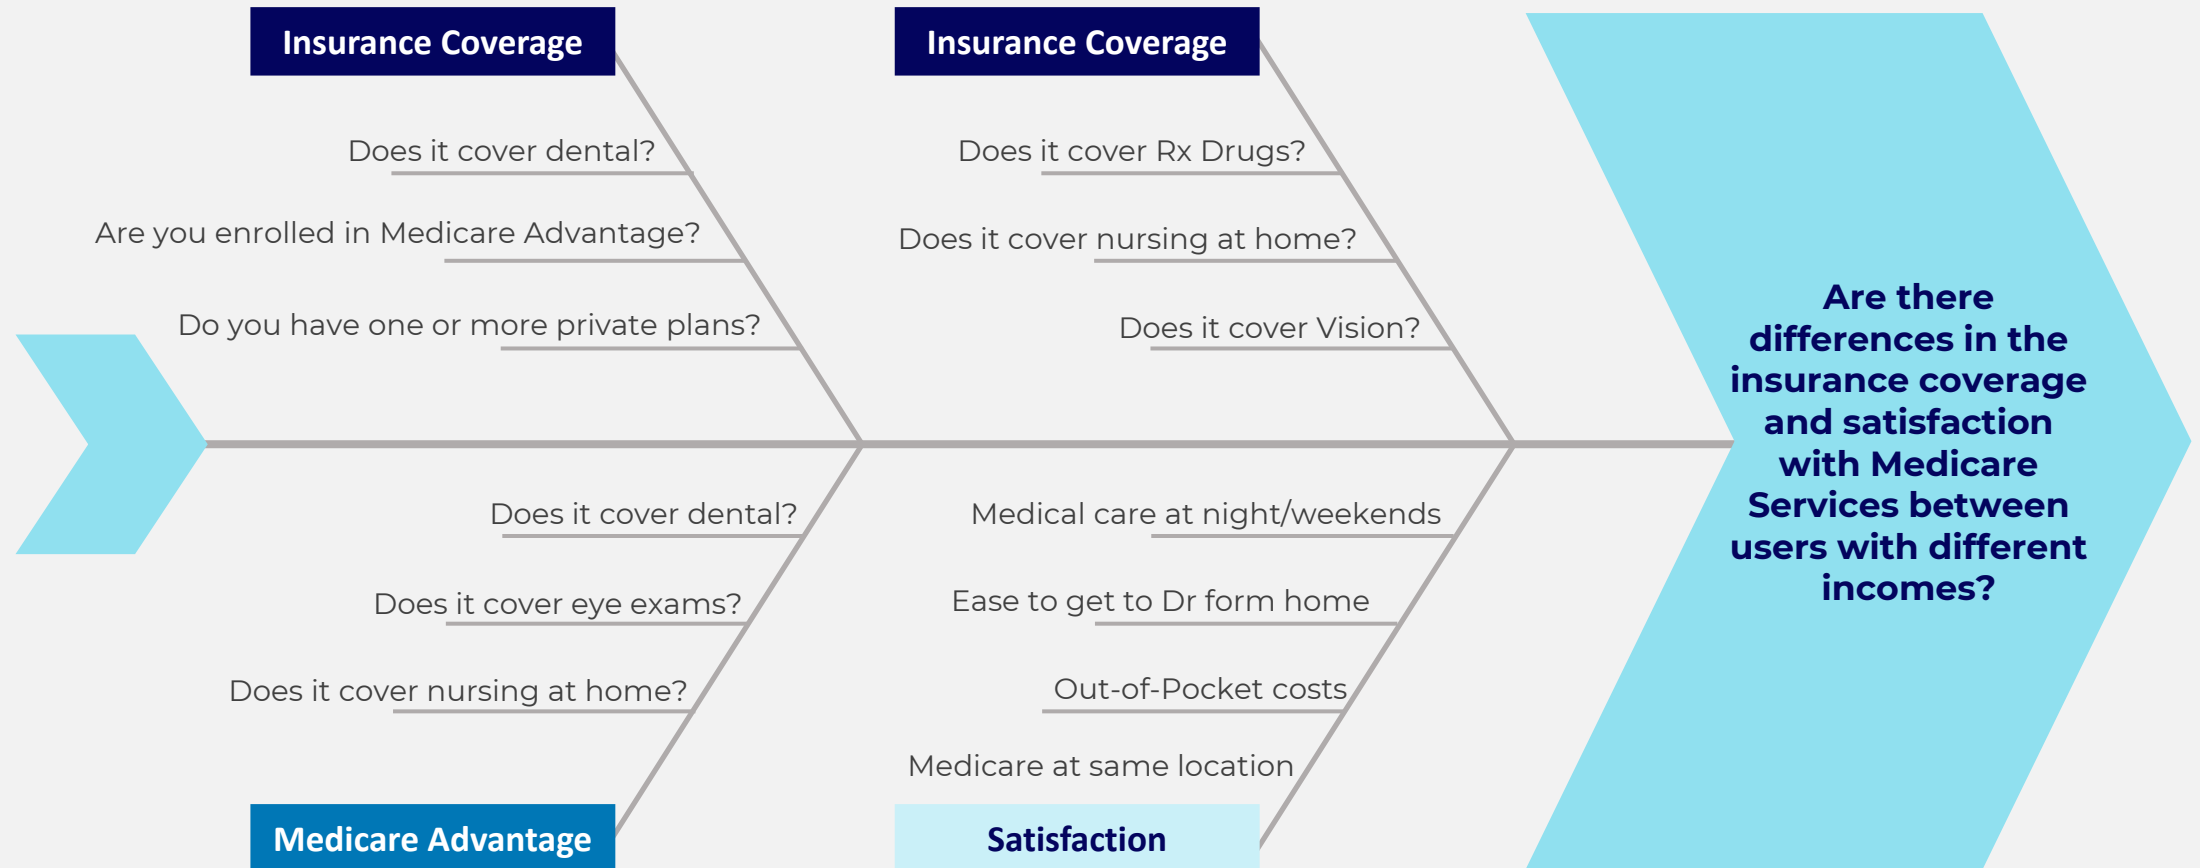 Insurance Coverage
Does it cover dental?
Are you enrolled in Medicare Advantage?
Do you have one or more private plans?
Insurance Coverage
Does it cover Rx Drugs?
Does it cover nursing at home?
Does it cover Vision?
Does it cover dental?
Does it cover eye exams?
Does it cover nursing at home?
Medicare Advantage
Medical care at night/weekends
Ease to get to Dr form home
Out-of-Pocket costs
Medicare at same location
Satisfaction
Are there
differences in the
insurance coverage
and satisfaction
with Medicare
Services between
users with different
incomes?